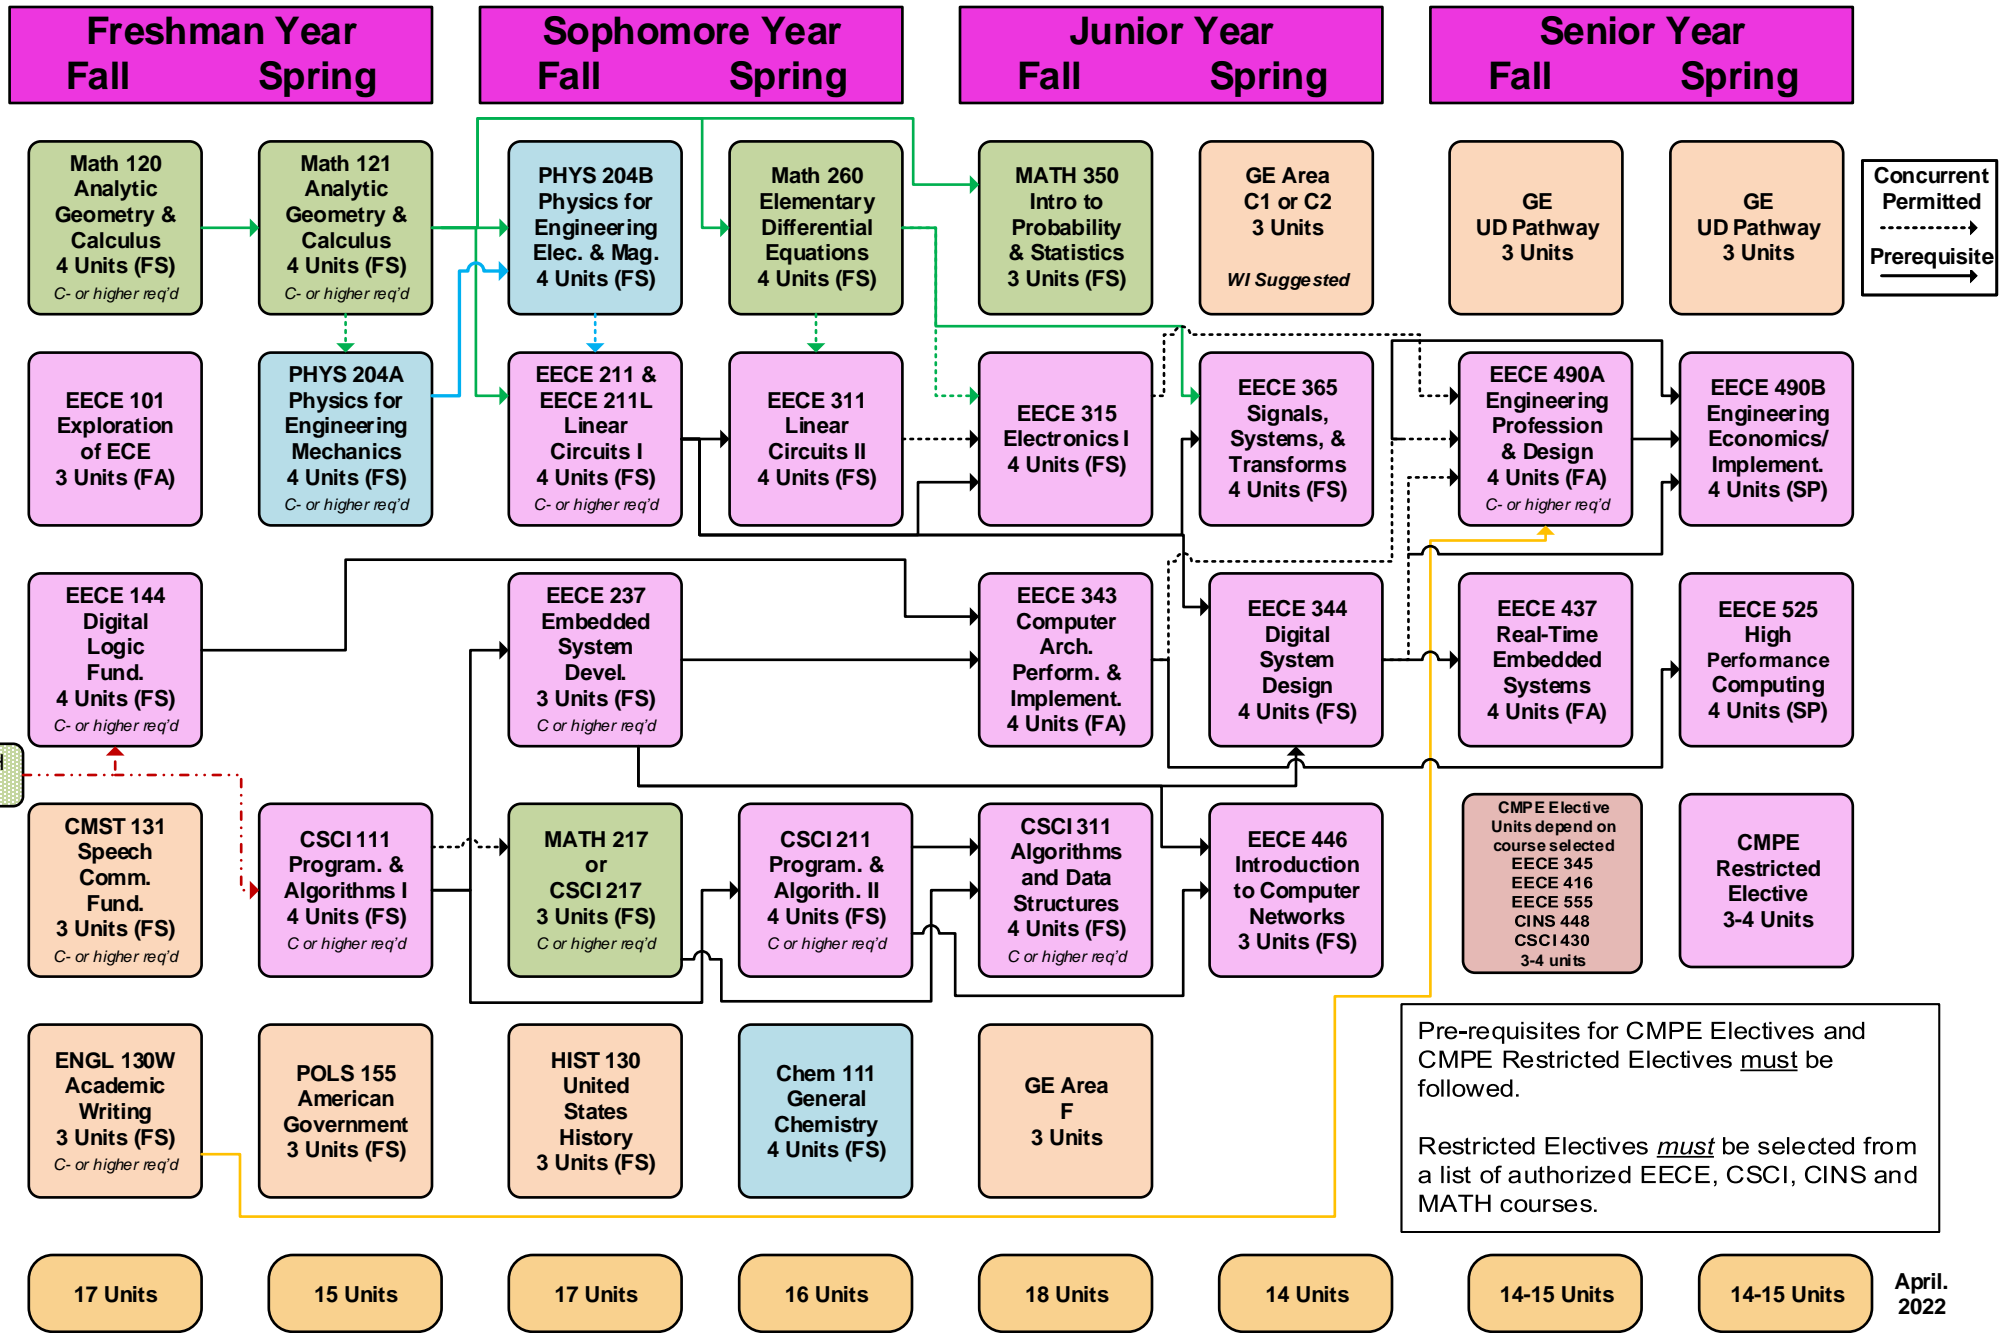 Freshman Year
Fall Spring
Sophomore Year
Fall Spring
Junior Year
Fall Spring
Senior Year
Fall Spring
Math 120
Analytic
Geometry &
Calculus
4 Units (FS)
C- or higher req'd
Math 121
Analytic
Geometry &
Calculus
4 Units (FS)
C- or higher req'd
PHYS 204B
Physics for
Engineering
Elec. & Mag.
4 Units (FS)
Math 260
Elementary
Differential
Equations
4 Units (FS)
MATH 350
Intro to
Probability
& Statistics
3 Units (FS)
GE Area
C1 or C2
3 Units
WI Suggested
GE
UD Pathway
3 Units
GE
UD Pathway
3 Units
Concurrent
Permitted
Prerequisite
EECE 101
Exploration
of ECE
3 Units (FA)
PHYS 204A
Physics for
Engineering
Mechanics
4 Units (FS)
C- or higher req'd
EECE 211 &
EECE 211L
Linear
Circuits I
4 Units (FS)
C- or higher req'd
EECE 311
Linear
Circuits II
4 Units (FS)
EECE 315
Electronics I
4 Units (FS)
EECE 365
Signals,
Systems, &
Transforms
4 Units (FS)
EECE 490A
Engineering
Profession
& Design
4 Units (FA)
C- or higher req'd
EECE 490B
Engineering
Economics/
Implement.
4 Units (SP)
EECE 144
Digital
Logic
Fund.
4 Units (FS)
C- or higher req'd
EECE 237
Embedded
System
Devel.
3 Units (FS)
C or higher req'd
EECE 343
Computer
Arch.
Perform. &
Implement.
4 Units (FA)
EECE 344
Digital
System
Design
4 Units (FS)
EECE 437
Real-Time
Embedded
Systems
4 Units (FA)
EECE 525
High
Performance
Computing
4 Units (SP)
CMST 131
Speech
Comm.
Fund.
3 Units (FS)
C- or higher req'd
CSCI 111
Program. &
Algorithms I
4 Units (FS)
C or higher req'd
MATH 217
or
CSCI 217
3 Units (FS)
C or higher req'd
CSCI 211
Program. &
Algorith. II
4 Units (FS)
C or higher req'd
CSCI 311
Algorithms
and Data
Structures
4 Units (FS)
C or higher req'd
EECE 446
Introduction
to Computer
Networks
3 Units (FS)
CMPE Elective
Units depend on
course selected
EECE 345
EECE 416
EECE 555
CINS 448
CSCI 430
3-4 units
CMPE
Restricted
Elective
3-4 Units
ENGL 130W
Academic
Writing
3 Units (FS)
C- or higher req'd
POLS 155
American
Government
3 Units (FS)
HIST 130
United
States
History
3 Units (FS)
Chem 111
General
Chemistry
4 Units (FS)
GE Area
F
3 Units
Pre-requisites for CMPE Electives and
CMPE Restricted Electives must be
followed.
Restricted Electives must be selected from
a list of authorized EECE, CSCI, CINS and
MATH courses.
17 Units
15 Units
17 Units
16 Units
18 Units
14 Units
14-15 Units
14-15 Units
April.
2022